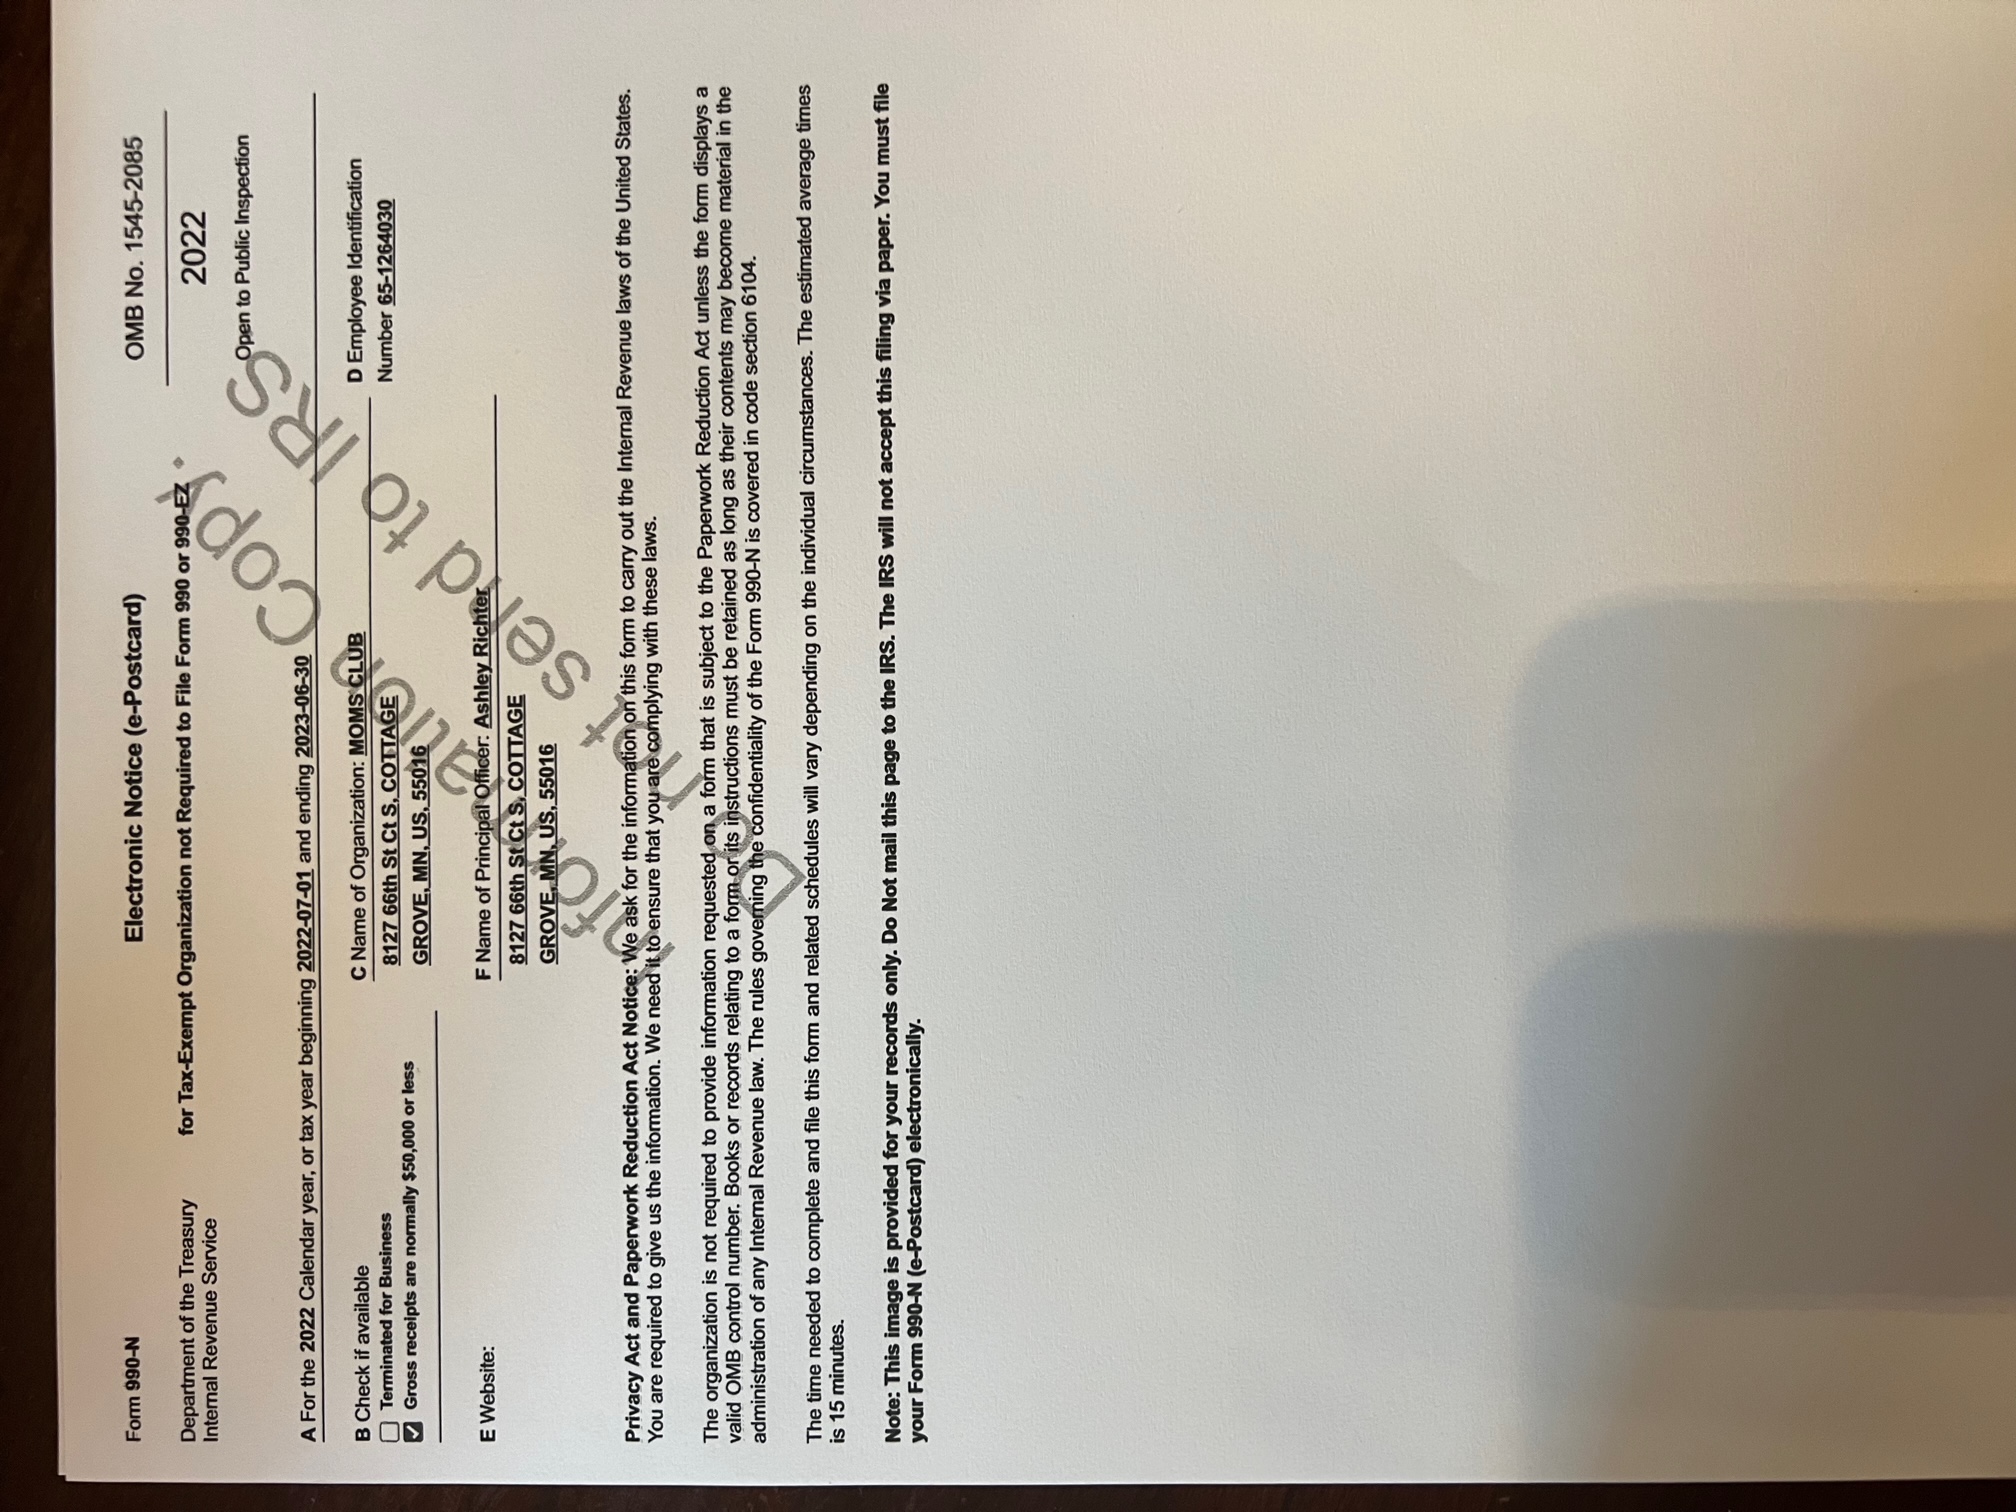 Form 990-N
Electronic Notice (e-Postcard)
OMB No. 1545-2085
Department of the Treasury
Internal Revenue Service
for Tax-Exempt Organization not Required to File Form 990 or 990-EZ
2022
Open to Public Inspection
A For the 2022 Calendar year, or tax year beginning 2022-07-01 and ending 2023-06-30
B Check if available
Terminated for Business
Gross receipts are normally $50,000 or less
C Name of Organization: MOMS CLUB
8127 66th St Ct S, COTTAGE
GROVE, MN, US, 55016
D Employee Identification
Number 65-1264030
E Website:
F Name of Principal Officer: Ashley Richter
8127 66th St Ct S, COTTAGE
GROVE, MN, US, 55016
Information Copy.
Do not send to IRS
Privacy Act and Paperwork Reduction Act Notice: We ask for the information on this form to carry out the Internal Revenue laws of the United States.
You are required to give us the information. We need it to ensure that you are complying with these laws.
The organization is not required to provide information requested on a form that is subject to the Paperwork Reduction Act unless the form displays a
valid OMB control number. Books or records relating to a form or its instructions must be retained as long as their contents may become material in the
administration of any Internal Revenue law. The rules governing the confidentiality of the Form 990-N is covered in code section 6104.
The time needed to complete and file this form and related schedules will vary depending on the individual circumstances. The estimated average times
is 15 minutes.
Note: This image is provided for your records only. Do Not mail this page to the IRS. The IRS will not accept this filing via paper. You must file
your Form 990-N (e-Postcard) electronically.